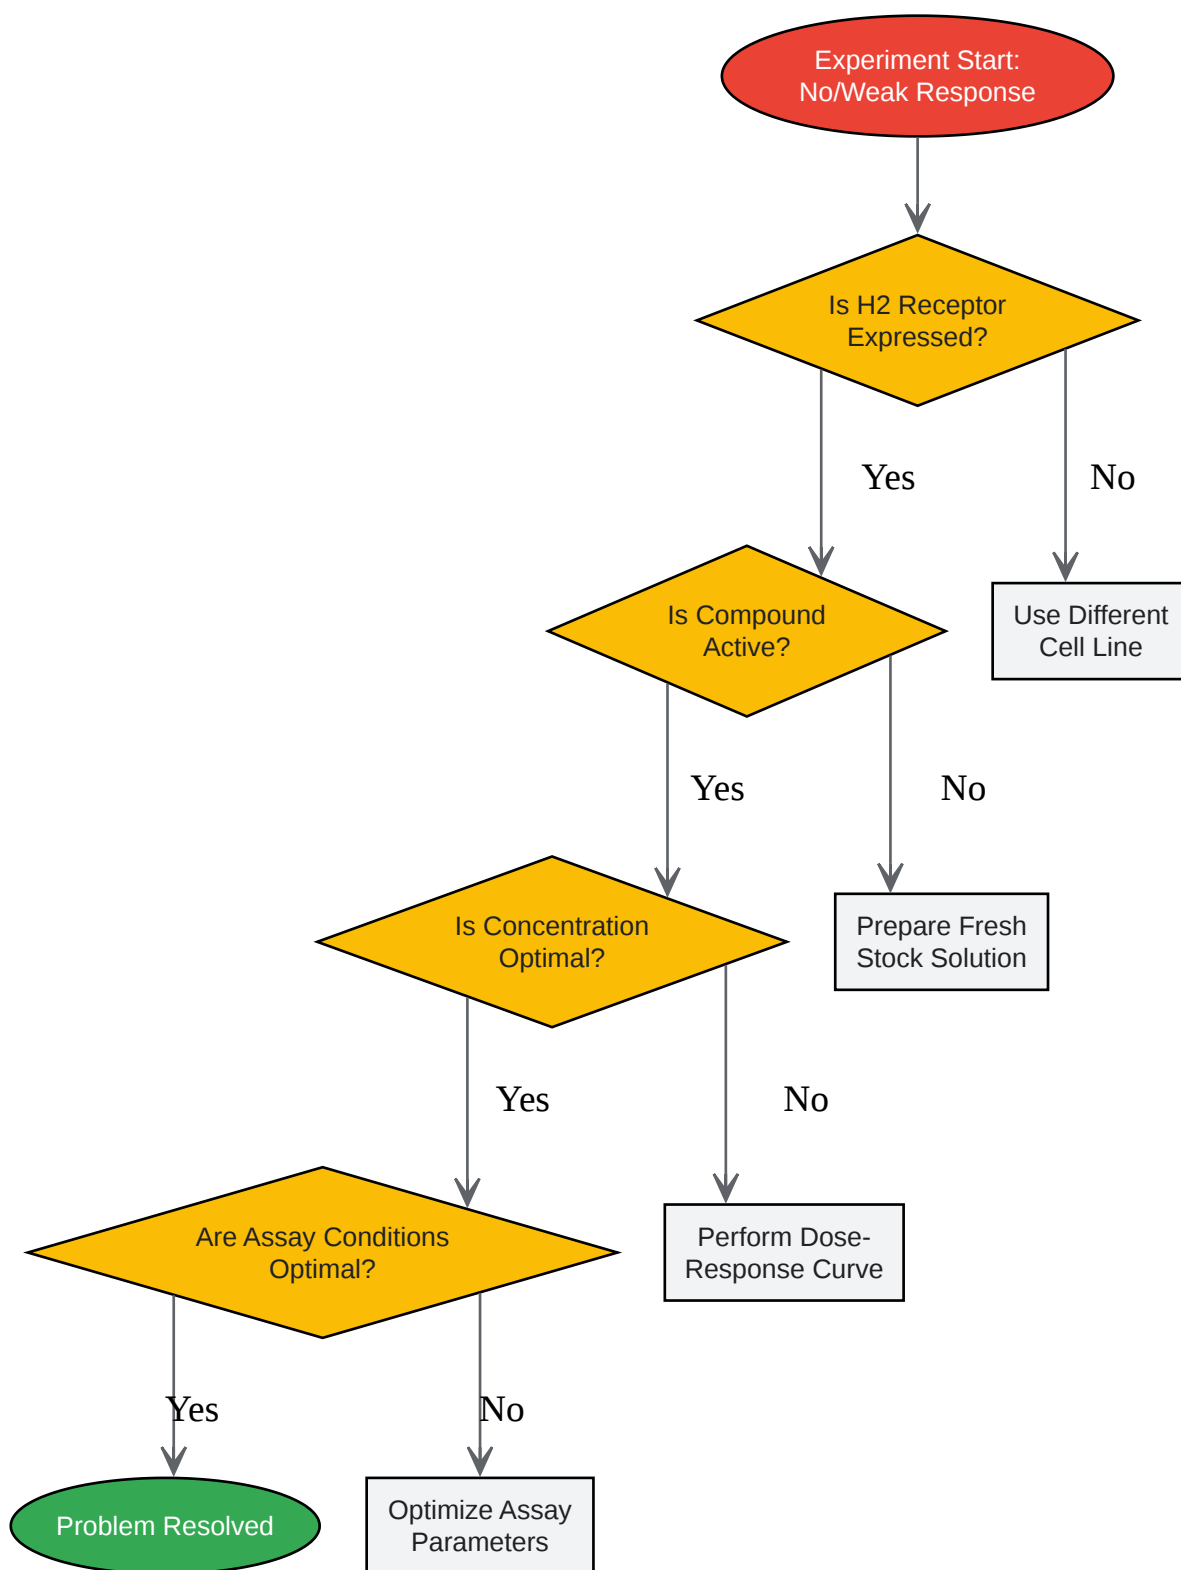 Experiment Start:
No/Weak Response
Is H2 Receptor
Expressed?
Yes
No
Is Compound
Active?
Use Different
Cell Line
Yes
No
Is Concentration
Optimal?
Prepare Fresh
Stock Solution
Yes
No
Are Assay Conditions
Optimal?
Perform Dose-
Response Curve
Yes
No
Problem Resolved
Optimize Assay
Parameters